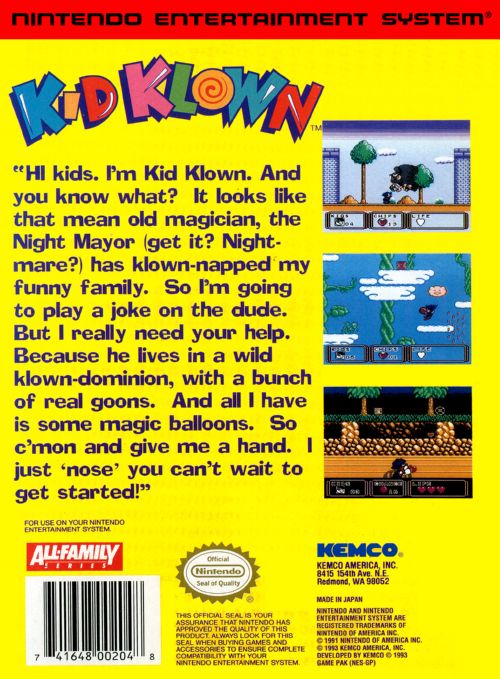 NINTENDO ENTERTAINMENT SYSTEM®
KID KLOWN
TM
“HI kids. I'm Kid Klown. And
you know what? It looks like
that mean old magician, the
Night Mayor (get it? Night-
mare?) has klown-napped my
funny family. So I'm going
to play a joke on the dude.
But I really need your help.
Because he lives in a wild
klown-dominion, with a bunch
of real goons. And all I have
is some magic balloons. So
c'mon and give me a hand. I
just ‘nose’ you can't wait to
get started!”
KIDS CHIPS LIFE
04 13
KIDS CHIPS LIFE
FOR USE ON YOUR NINTENDO
ENTERTAINMENT SYSTEM.
ALL-FAMILY
SERIES
7 41648 00204 8
Official
Nintendo
Seal of Quality
THIS OFFICIAL SEAL IS YOUR
ASSURANCE THAT NINTENDO HAS
APPROVED THE QUALITY OF THIS
PRODUCT. ALWAYS LOOK FOR THIS
SEAL WHEN BUYING GAMES AND
ACCESSORIES TO ENSURE COMPLETE
COMPATIBILITY WITH YOUR
NINTENDO ENTERTAINMENT SYSTEM.
KEMCO®
KEMCO AMERICA, INC.
8415 154th Ave. N.E.
Redmond, WA 98052
MADE IN JAPAN
NINTENDO AND NINTENDO
ENTERTAINMENT SYSTEM ARE
REGISTERED TRADEMARKS OF
NINTENDO OF AMERICA INC.
© 1991 NINTENDO OF AMERICA INC.
© 1993 KEMCO AMERICA, INC.
DEVELOPED BY KEMCO © 1993
GAME PAK (NES-GP)